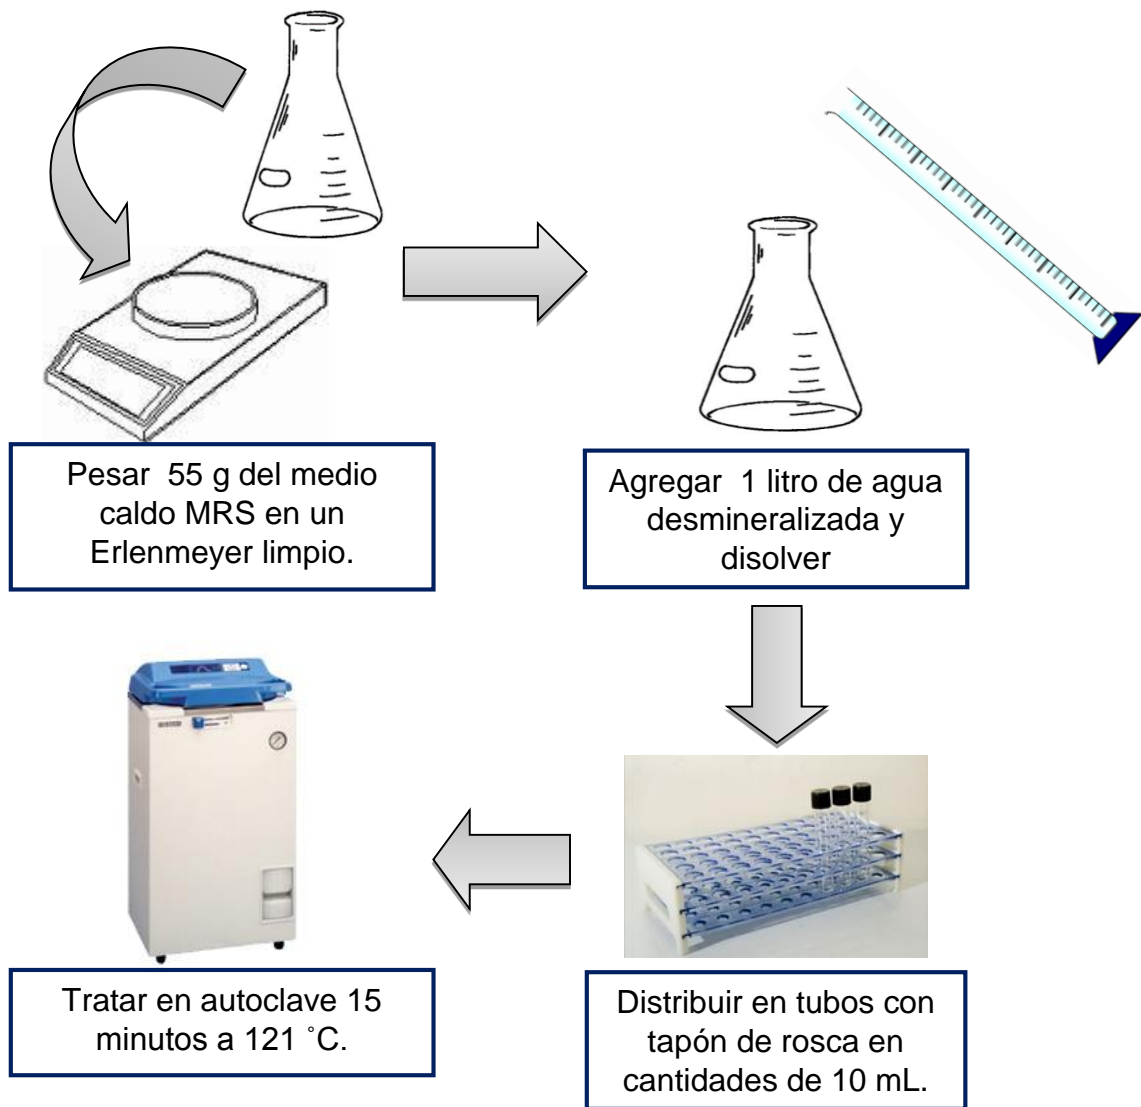 Pesar 55 g del medio
caldo MRS en un
Erlenmeyer limpio.
Agregar 1 litro de agua
desmineralizada y
disolver
Distribuir en tubos con
tapón de rosca en
cantidades de 10 mL.
Tratar en autoclave 15
minutos a 121 ˚C.